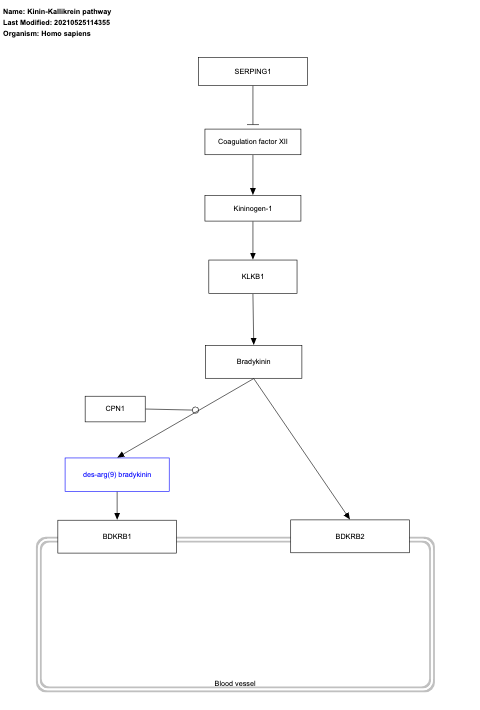 Name: Kinin-Kallikrein pathway
Last Modified: 20210525114355
Organism: Homo sapiens
SERPING1
Coagulation factor XII
Kininogen-1
KLKB1
Bradykinin
CPN1
des-arg(9) bradykinin
BDKRB1
BDKRB2
Blood vessel